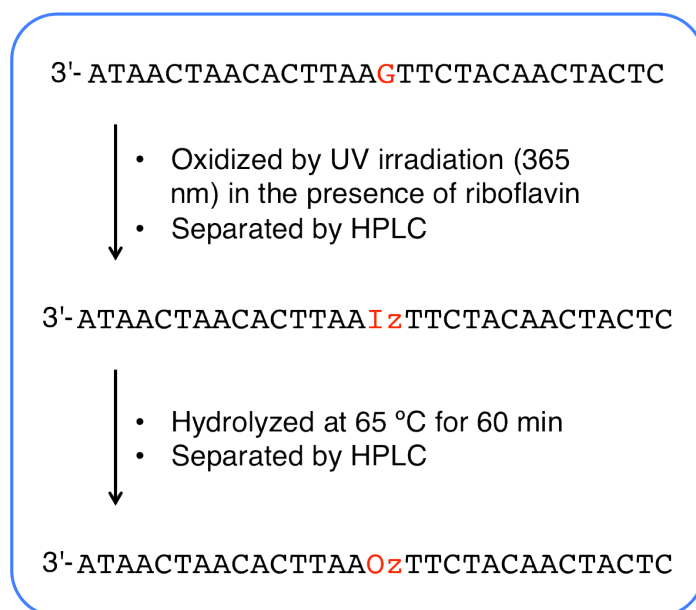 3'- ATAACTAACACTTAAGTTCTACAACTACTC
• Oxidized by UV irradiation (365
nm) in the presence of riboflavin
• Separated by HPLC
3'- ATAACTAACACTTAAIzTTCTACAACTACTC
• Hydrolyzed at 65 ºC for 60 min
• Separated by HPLC
3'- ATAACTAACACTTAAOzTTCTACAACTACTC